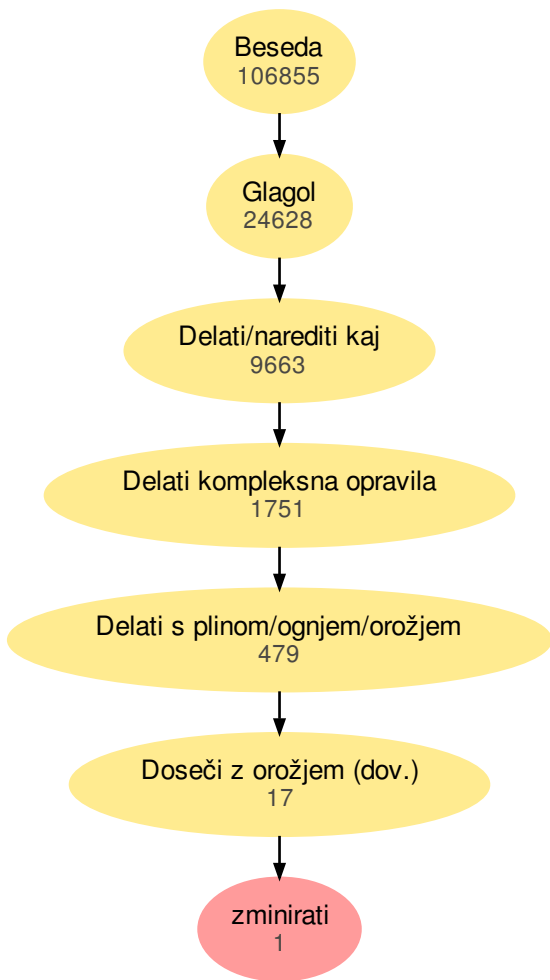 Beseda
106855
Glagol
24628
Delati/narediti kaj
9663
Delati kompleksna opravila
1751
Delati s plinom/ognjem/orožjem
479
Doseči z orožjem (dov.)
17
zminirati
1